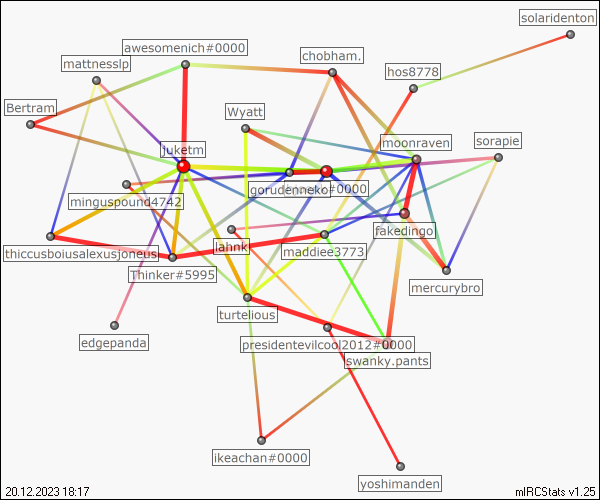 solaridenton
awesomenich#0000
chobham.
mattnesslp
hos8778
Bertram
Wyatt
moonraven
sorapie
juketm
gorudenneko
#0000
minguspound4742
fakedingo
lahnk
thiccusboiusalexusjoneus
maddiee3773
Thinker#5995
mercurybro
turtelious
edgepanda
presidentevilcool2012#0000
swanky.pants
ikeachan#0000
yoshimanden
20.12.2023 18:17
mIRCStats v1.25